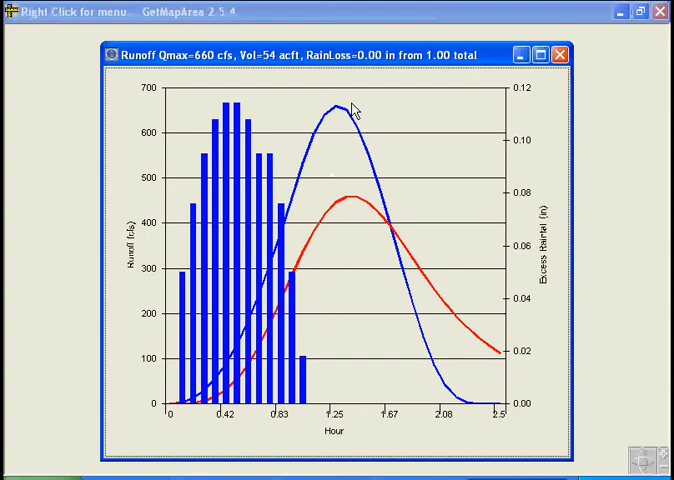 Right Click for menu... GetMapArea 2.5.4
Runoff Qmax=660 cfs, Vol=54 acft, RainLoss=0.00 in from 1.00 total
700
600
500
400
300
200
100
0
0.12
0.10
0.08
0.06
0.04
0.02
0.00
Runoff (cfs)
Excess Rainfall (in)
0 0.42 0.83 1.25 1.67 2.08 2.5
Hour